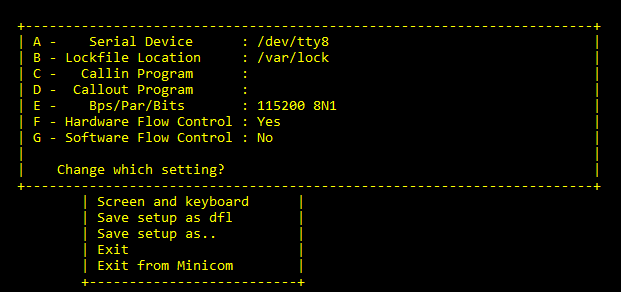 A - Serial Device : /dev/tty8
B - Lockfile Location : /var/lock
C - Callin Program :
D - Callout Program :
E - Bps/Par/Bits : 115200 8N1
F - Hardware Flow Control : Yes
G - Software Flow Control : No
Change which setting?
Screen and keyboard
Save setup as dfl
Save setup as..
Exit
Exit from Minicom